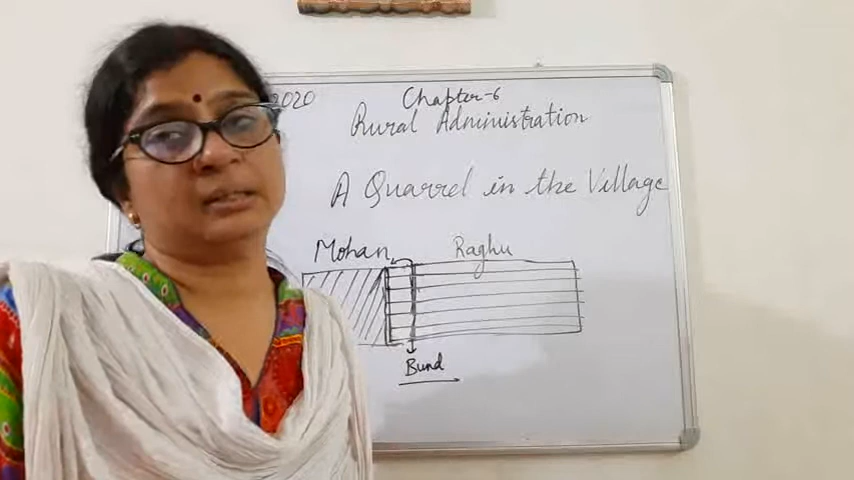 2020
Chapter-6
Rural Administration
A Quarrel in the Village
Mohan Raghu
Bund